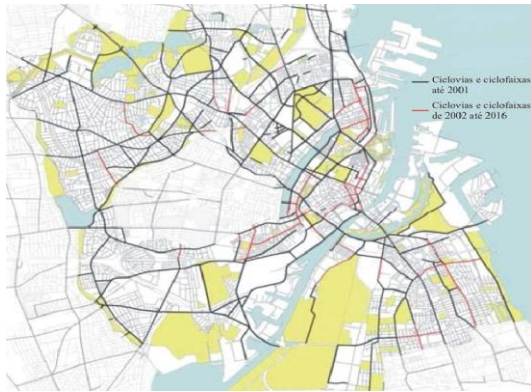 Ciclovias e ciclofaixas
até 2001
Ciclovias e ciclofaixas
de 2002 até 2016